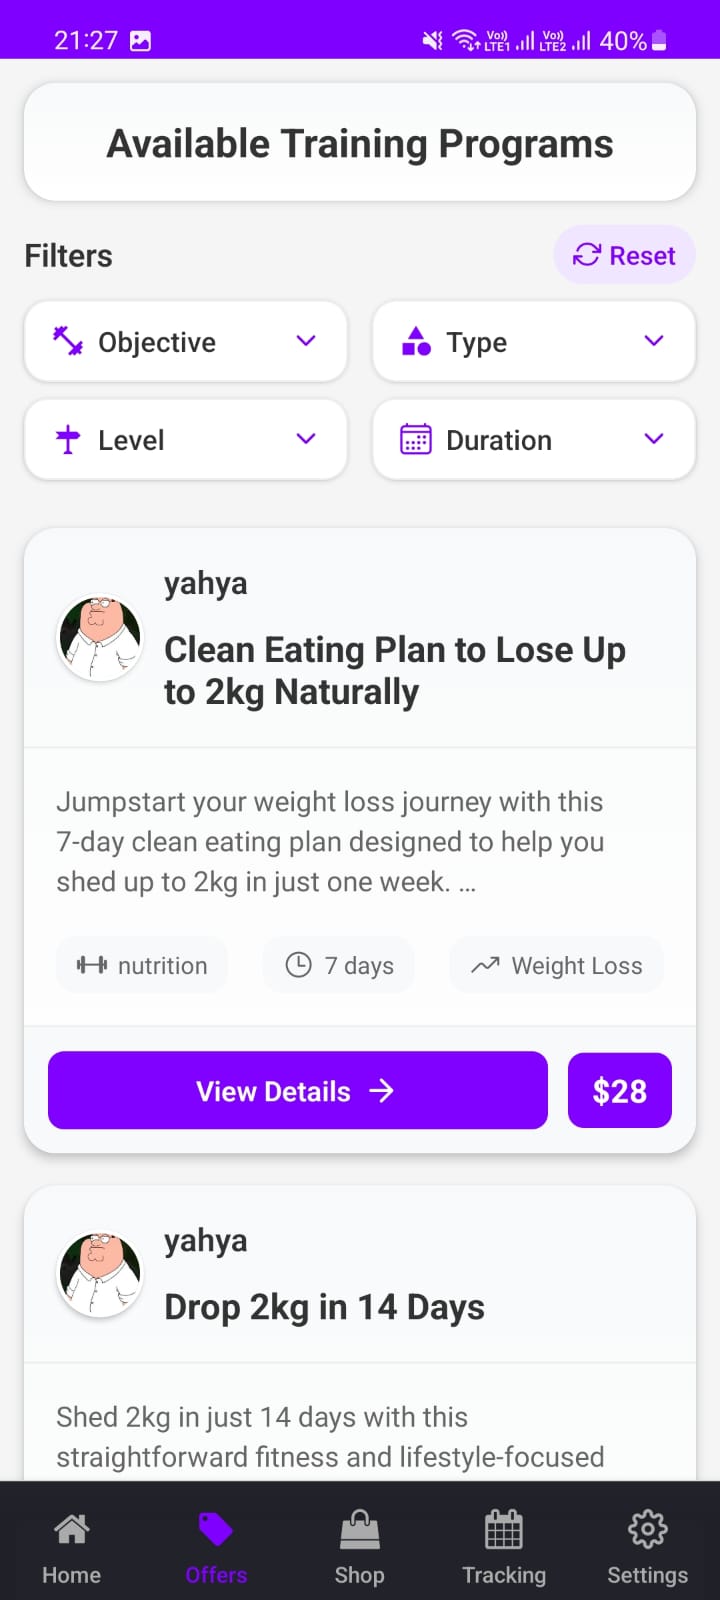 21:27 Vo)) LTE1 Vo)) LTE2 40%
Available Training Programs
Filters
Reset
Objective
Type
Level
Duration
yahya
Clean Eating Plan to Lose Up
to 2kg Naturally
Jumpstart your weight loss journey with this
7-day clean eating plan designed to help you
shed up to 2kg in just one week. ...
nutrition
7 days
Weight Loss
View Details
$28
yahya
Drop 2kg in 14 Days
Shed 2kg in just 14 days with this
straightforward fitness and lifestyle-focused
Home
Offers
Shop
Tracking
Settings